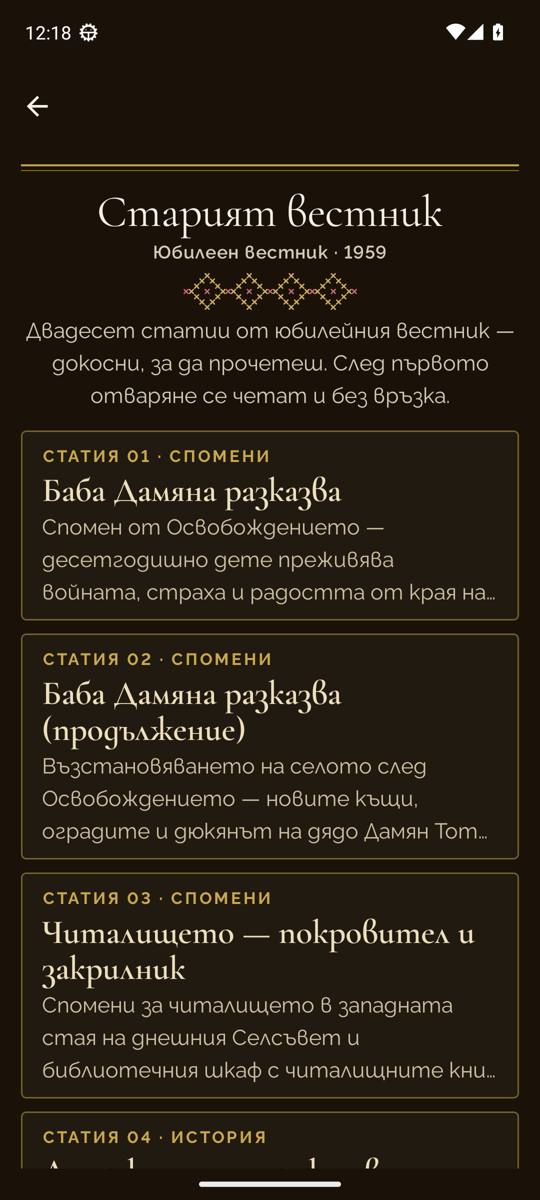 12:18
Старият вестник
Юбилеен вестник · 1959
Двадесет статии от юбилейния вестник —
докосни, за да прочетеш. След първото
отваряне се четат и без връзка.
СТАТИЯ 01 · СПОМЕНИ
Баба Дамяна разказва
Спомен от Освобождението —
десетгодишно дете преживява
войната, страха и радостта от края на…
СТАТИЯ 02 · СПОМЕНИ
Баба Дамяна разказва
(продължение)
Възстановяването на селото след
Освобождението — новите къщи,
оградите и дюкянът на дядо Дамян Тот…
СТАТИЯ 03 · СПОМЕНИ
Читалището — покровител и
закрилник
Спомени за читалището в западната
стая на днешния Селсъвет и
библиотечния шкаф с читалищните кни…
СТАТИЯ 04 · ИСТОРИЯ